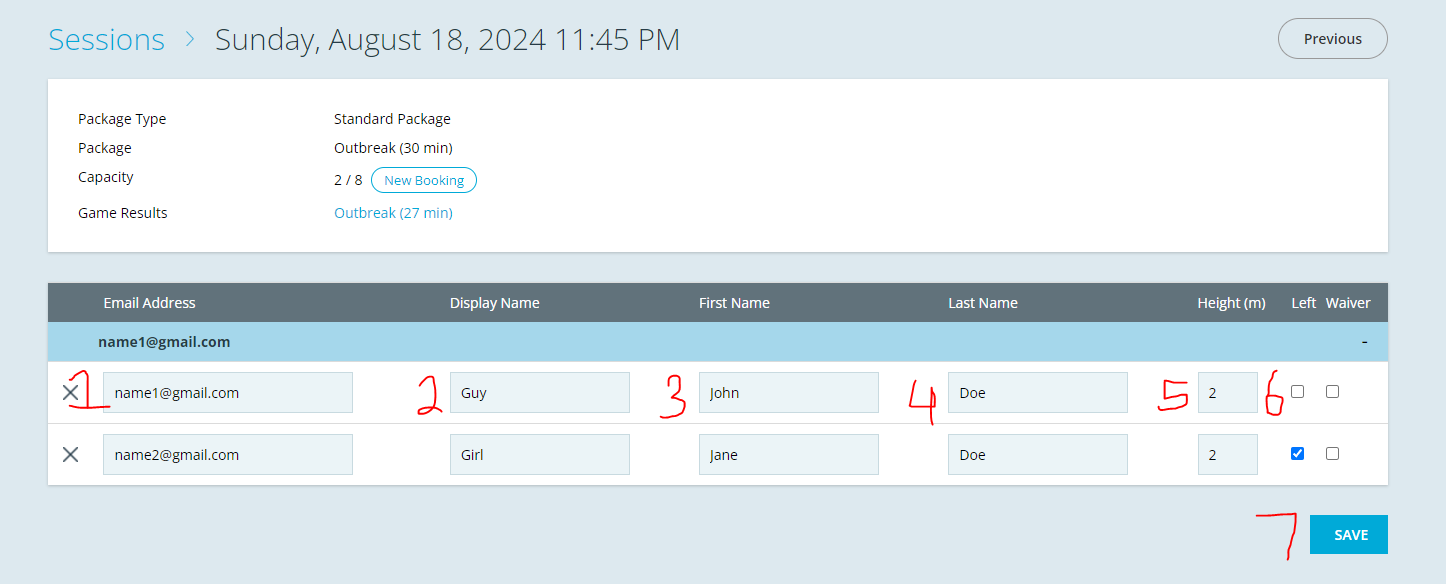 Sessions > Sunday, August 18, 2024 11:45 PM Previous
Package Type Standard Package
Package Outbreak (30 min)
Capacity 2 / 8 New Booking
Game Results Outbreak (27 min)
Email Address Display Name First Name Last Name Height (m) Left Waiver
name1@gmail.com -
1 name1@gmail.com 2 Guy 3 John 4 Doe 5 2 6
name2@gmail.com Girl Jane Doe 2
7 SAVE